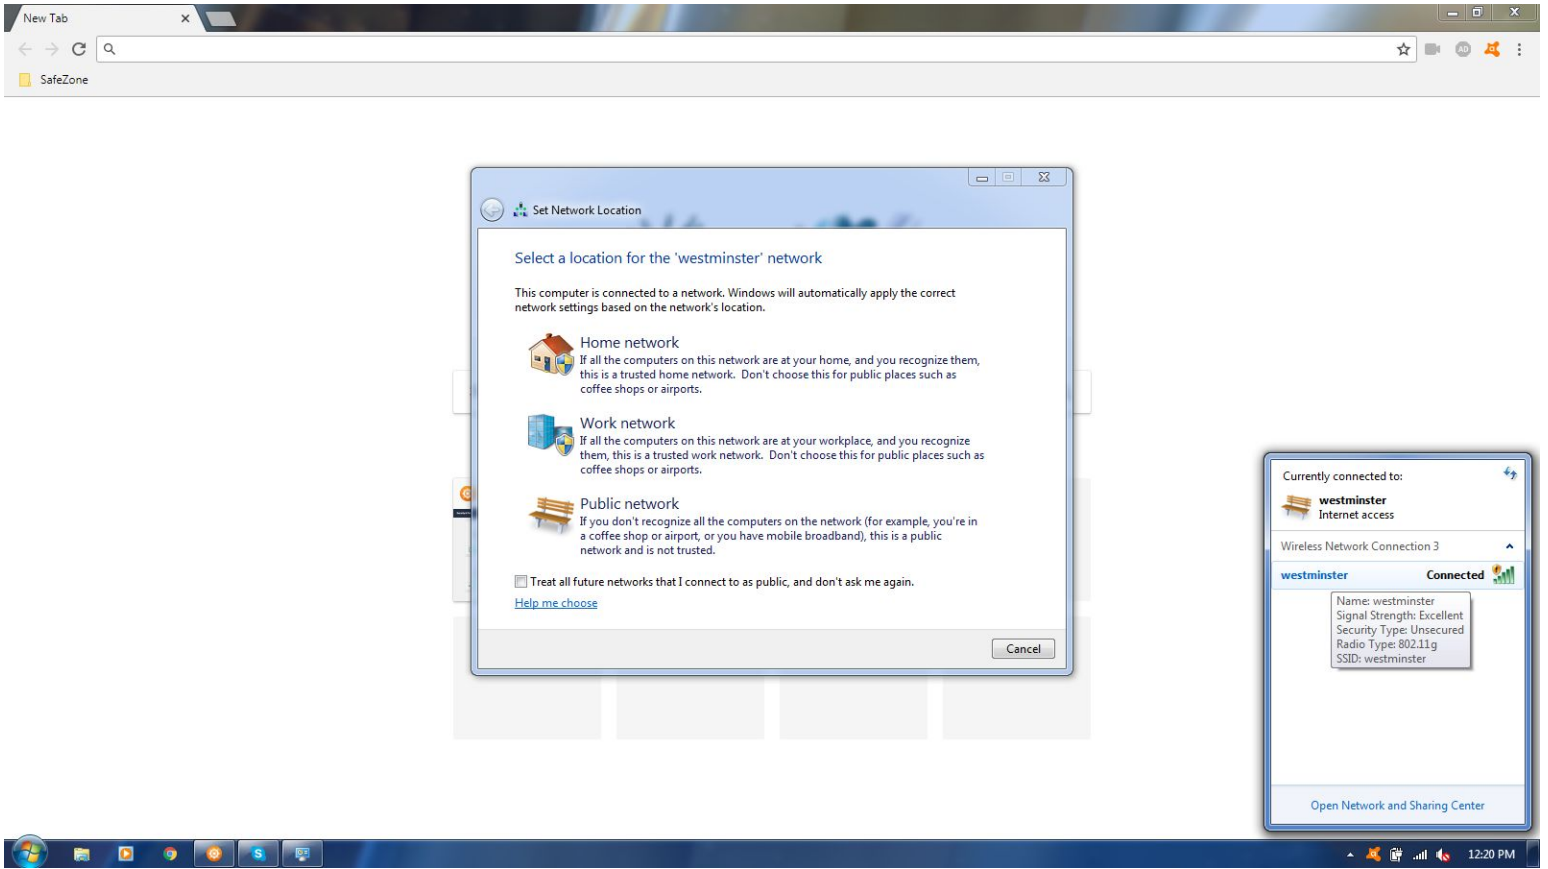 New Tab
SafeZone
Set Network Location
Select a location for the 'westminster' network
This computer is connected to a network. Windows will automatically apply the correct
network settings based on the network's location.
Home network
If all the computers on this network are at your home, and you recognize them,
this is a trusted home network.  Don't choose this for public places such as
coffee shops or airports.
Work network
If all the computers on this network are at your workplace, and you recognize
them, this is a trusted work network.  Don't choose this for public places such as
coffee shops or airports.
Public network
If you don't recognize all the computers on the network (for example, you're in
a coffee shop or airport, or you have mobile broadband), this is a public
network and is not trusted.
Treat all future networks that I connect to as public, and don't ask me again.
Help me choose
Cancel
Currently connected to:
westminster
Internet access
Wireless Network Connection 3
westminster Connected
Name: westminster
Signal Strength: Excellent
Security Type: Unsecured
Radio Type: 802.11g
SSID: westminster
Open Network and Sharing Center
12:20 PM